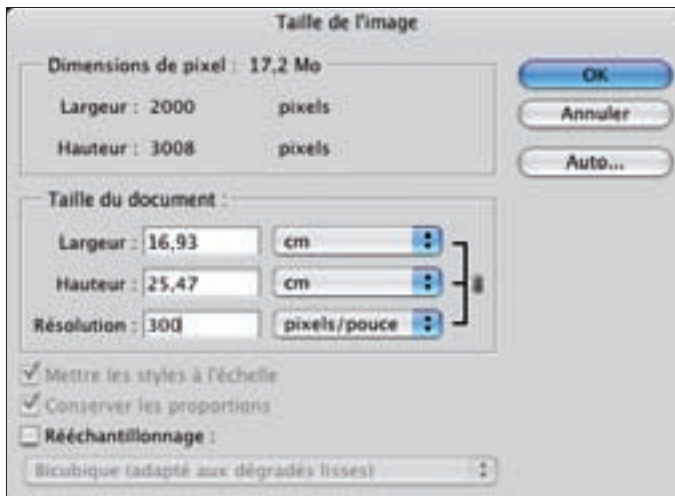 Taille de l'image
Dimensions de pixel : 17,2 Mo
Largeur : 2000 pixels
Hauteur : 3008 pixels
OK
Annuler
Auto...
Taille du document :
Largeur : 16,93 cm
Hauteur : 25,47 cm
Résolution : 300 pixels/pouce
Mettre les styles à l'échelle
Conserver les proportions
Rééchantillonnage :
Bicubique (adapté aux dégradés lisses)